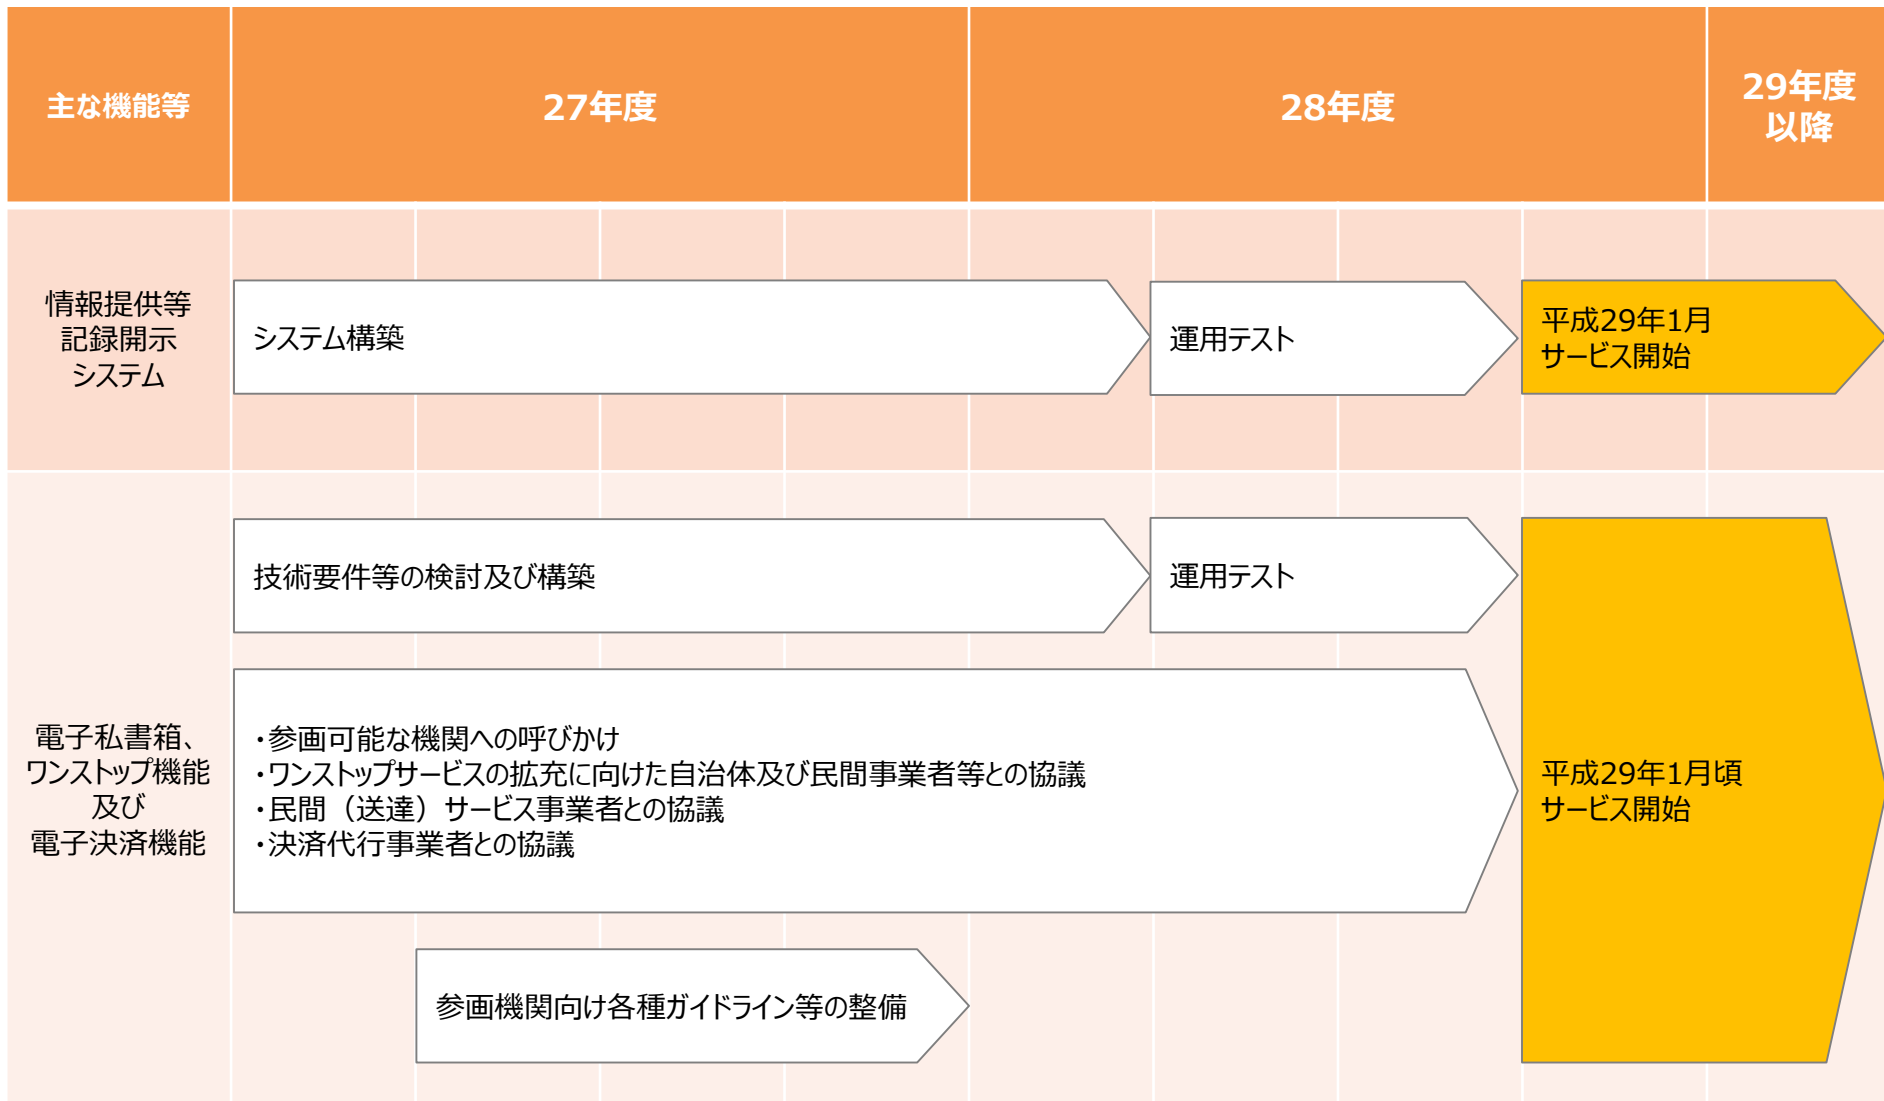 主な機能等
27年度
28年度
29年度
以降
情報提供等
記録開示
システム
システム構築
運用テスト
平成29年1月
サービス開始
電子私書箱、
ワンストップ機能
及び
電子決済機能
技術要件等の検討及び構築
運用テスト
・参画可能な機関への呼びかけ
・ワンストップサービスの拡充に向けた自治体及び民間事業者等との協議
・民間（送達）サービス事業者との協議
・決済代行事業者との協議
参画機関向け各種ガイドライン等の整備
平成29年1月頃
サービス開始